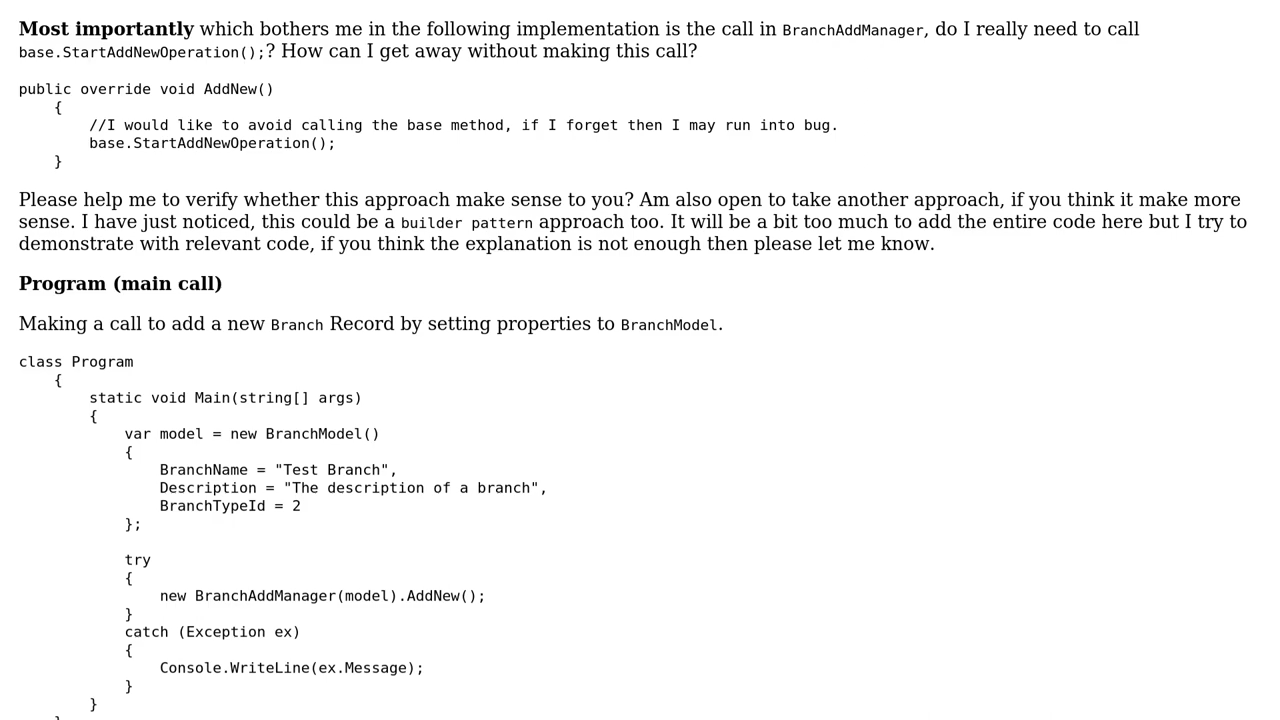 Most importantly which bothers me in the following implementation is the call in BranchAddManager, do I really need to call
base.StartAddNewOperation();? How can I get away without making this call?
public override void AddNew()
{
//I would like to avoid calling the base method, if I forget then I may run into bug.
base.StartAddNewOperation();
}
Please help me to verify whether this approach make sense to you? Am also open to take another approach, if you think it make more
sense. I have just noticed, this could be a builder pattern approach too. It will be a bit too much to add the entire code here but I try to
demonstrate with relevant code, if you think the explanation is not enough then please let me know.
Program (main call)
Making a call to add a new Branch Record by setting properties to BranchModel.
class Program
{
static void Main(string[] args)
{
var model = new BranchModel()
{
BranchName = "Test Branch",
Description = "The description of a branch",
BranchTypeId = 2
};
try
{
new BranchAddManager(model).AddNew();
}
catch (Exception ex)
{
Console.WriteLine(ex.Message);
}
}
}